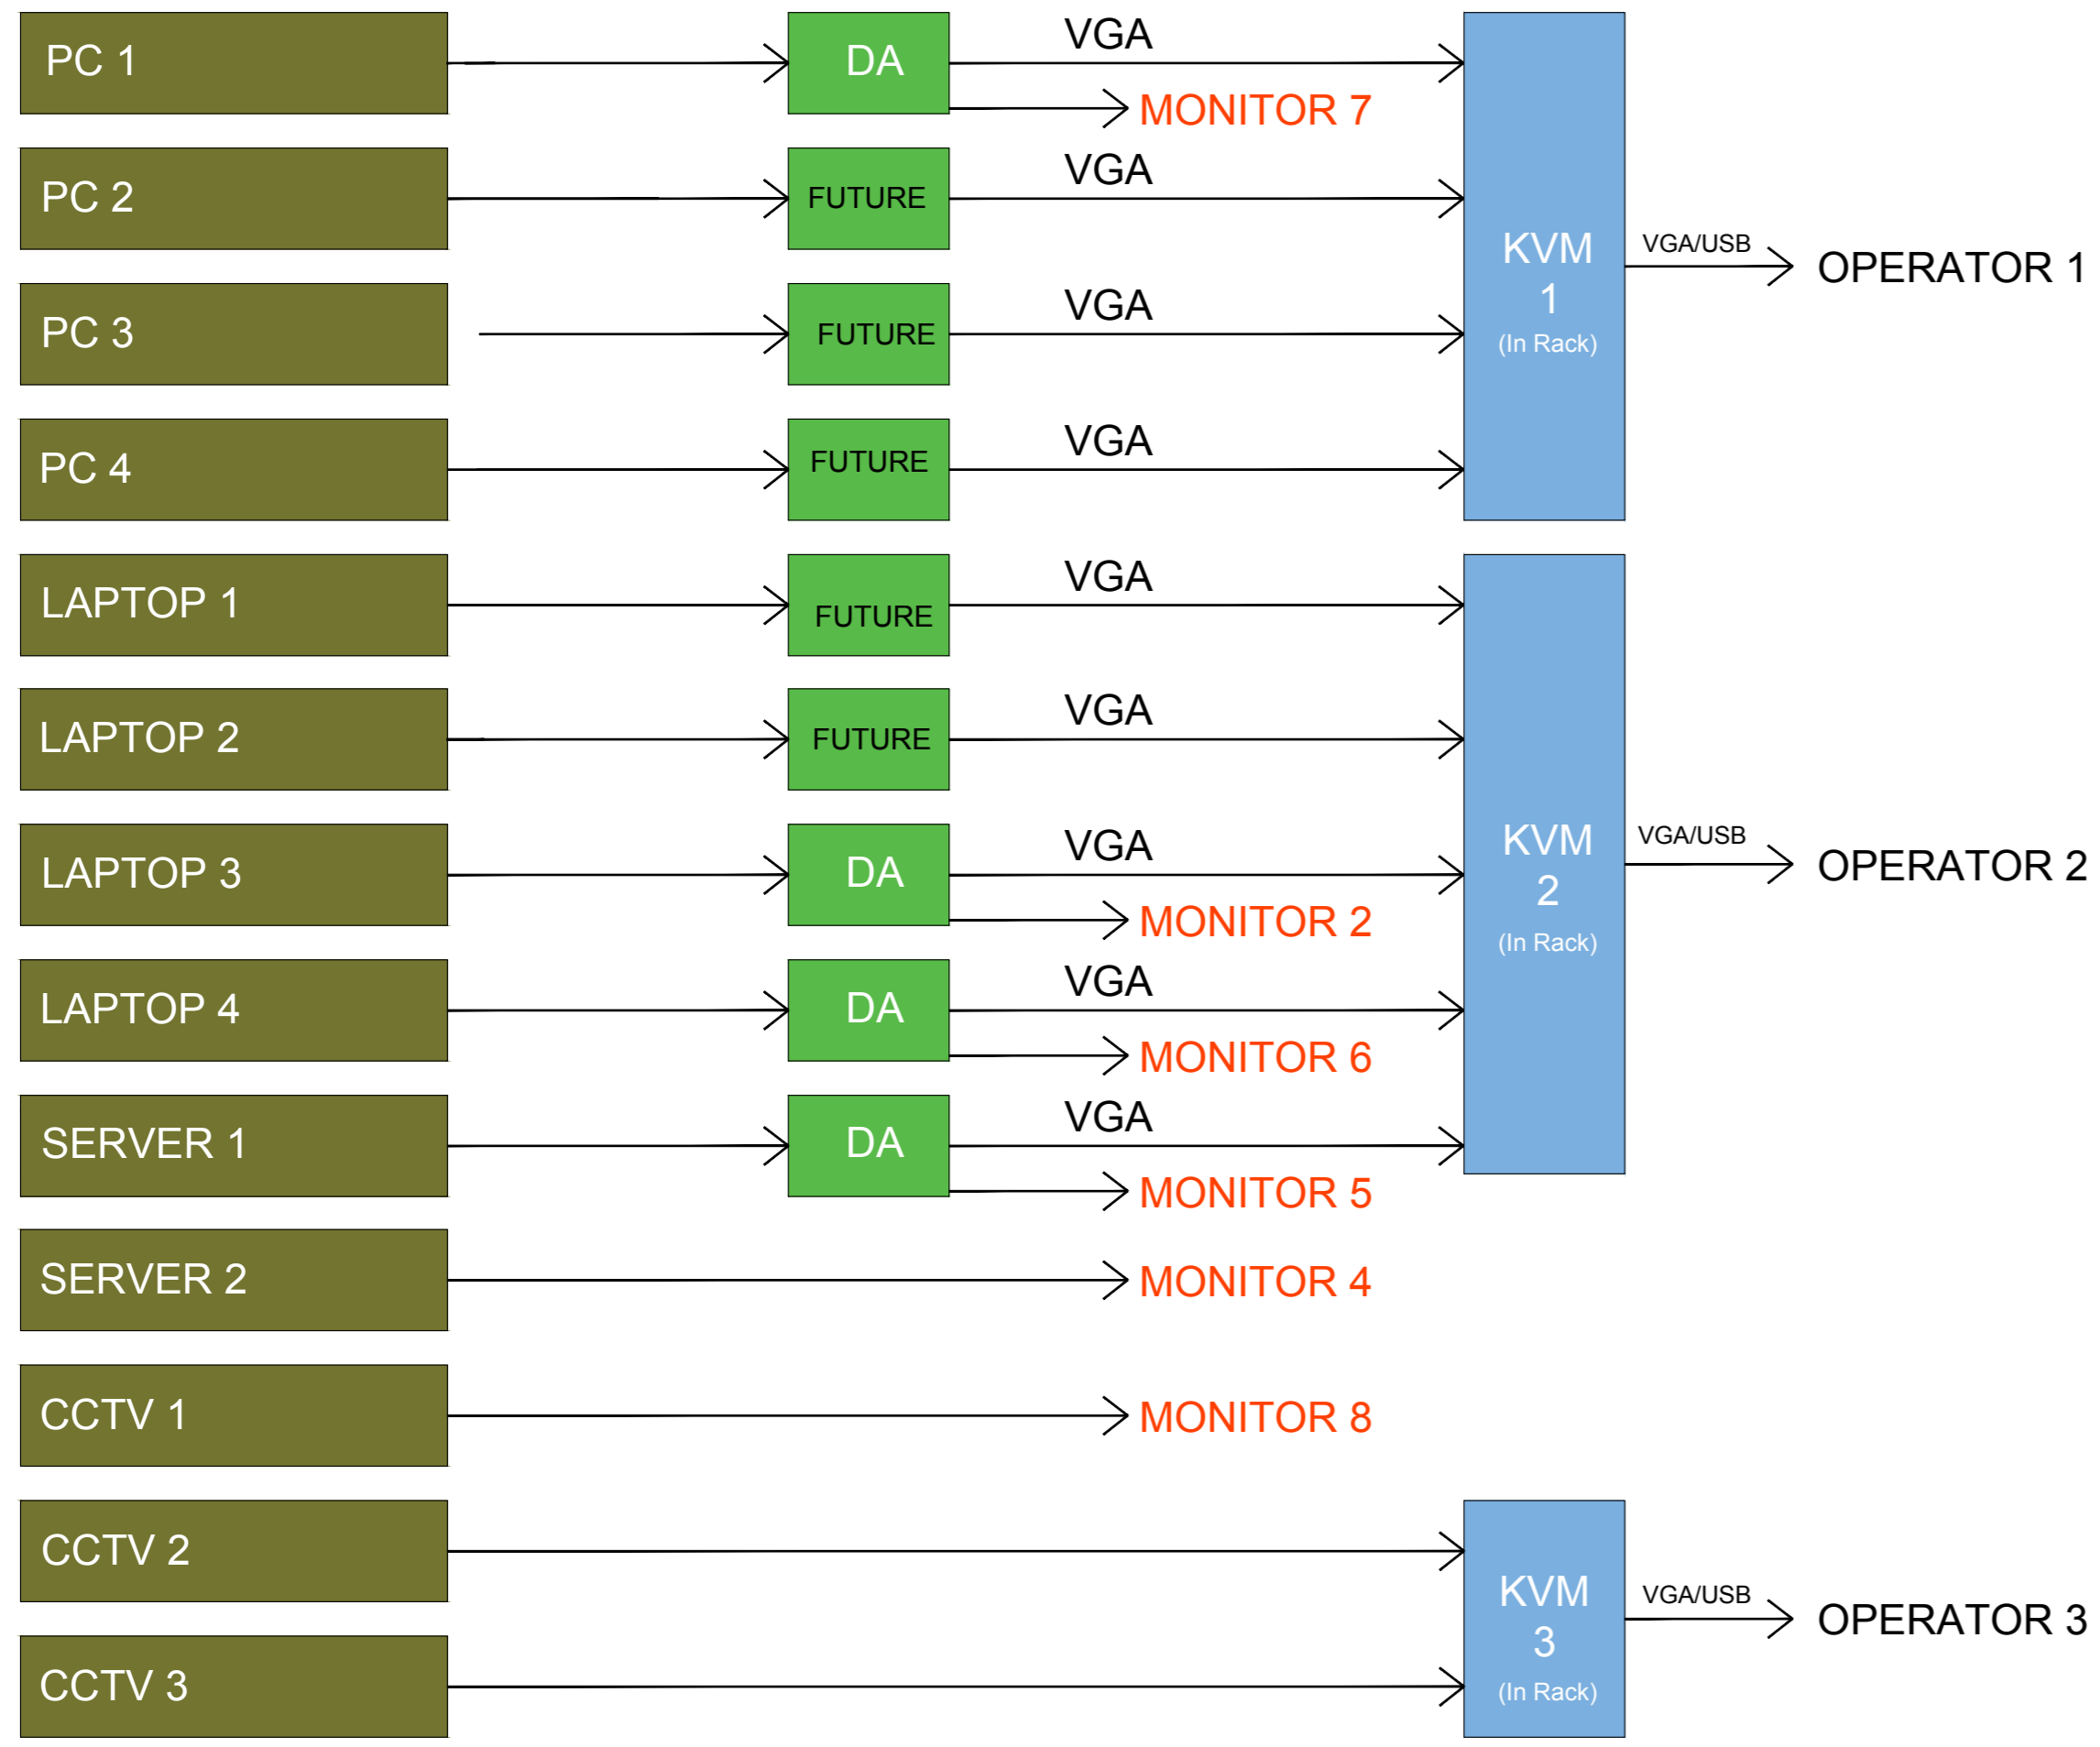 PC 1
DA
VGA
MONITOR 7
PC 2
FUTURE
VGA
PC 3
FUTURE
VGA
PC 4
FUTURE
VGA
KVM
1
(In Rack)
VGA/USB
OPERATOR 1
LAPTOP 1
FUTURE
VGA
LAPTOP 2
FUTURE
VGA
LAPTOP 3
DA
VGA
MONITOR 2
LAPTOP 4
DA
VGA
MONITOR 6
SERVER 1
DA
VGA
MONITOR 5
KVM
2
(In Rack)
VGA/USB
OPERATOR 2
SERVER 2
MONITOR 4
CCTV 1
MONITOR 8
CCTV 2
CCTV 3
KVM
3
(In Rack)
VGA/USB
OPERATOR 3